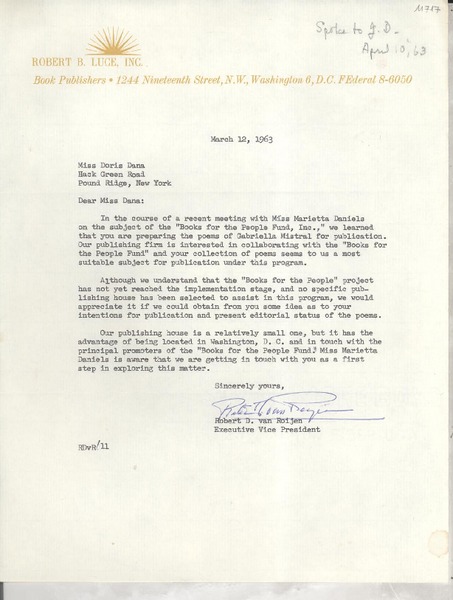 11717
Spoke to J.D.
April 10, 63
ROBERT B. LUCE, INC.
Book Publishers • 1244 Nineteenth Street, N.W., Washington 6, D.C. FEderal 8-6050
March 12, 1963
Miss Doris Dana
Hack Green Road
Pound Ridge, New York
Dear Miss Dana:
In the course of a recent meeting with Miss Marietta Daniels
on the subject of the "Books for the People Fund, Inc.," we learned
that you are preparing the poems of Gabriella Mistral for publication.
Our publishing firm is interested in collaborating with the "Books for
the People Fund" and your collection of poems seems to us a most
suitable subject for publication under this program.
Although we understand that the "Books for the People" project
has not yet reached the implementation stage, and no specific pub-
lishing house has been selected to assist in this program, we would
appreciate it if we could obtain from you some idea as to your
intentions for publication and present editorial status of the poems.
Our publishing house is a relatively small one, but it has the
advantage of being located in Washington, D. C. and in touch with the
principal promoters of the "Books for the People Fund." Miss Marietta
Daniels is aware that we are getting in touch with you as a first
step in exploring this matter.
Sincerely yours,
Robert D. van Roijen
Robert D. van Roijen
Executive Vice President
RDvR/11